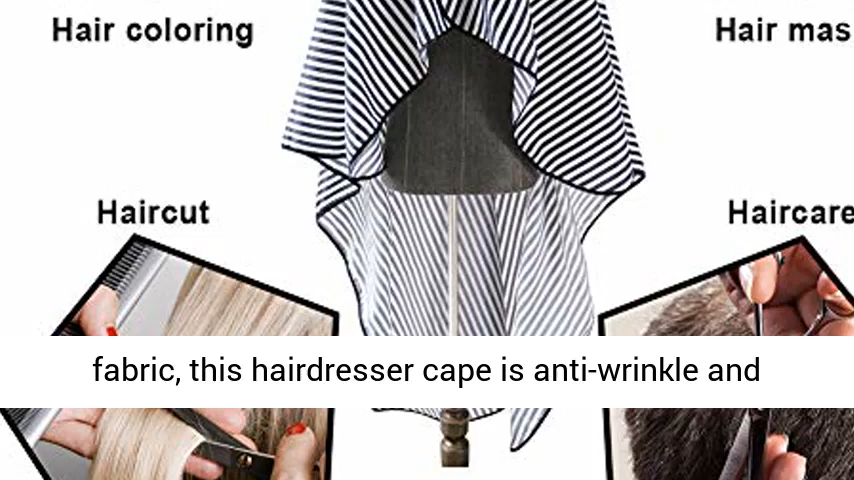 Hair coloring
Hair mas
Haircut
Haircare
fabric, this hairdresser cape is anti-wrinkle and